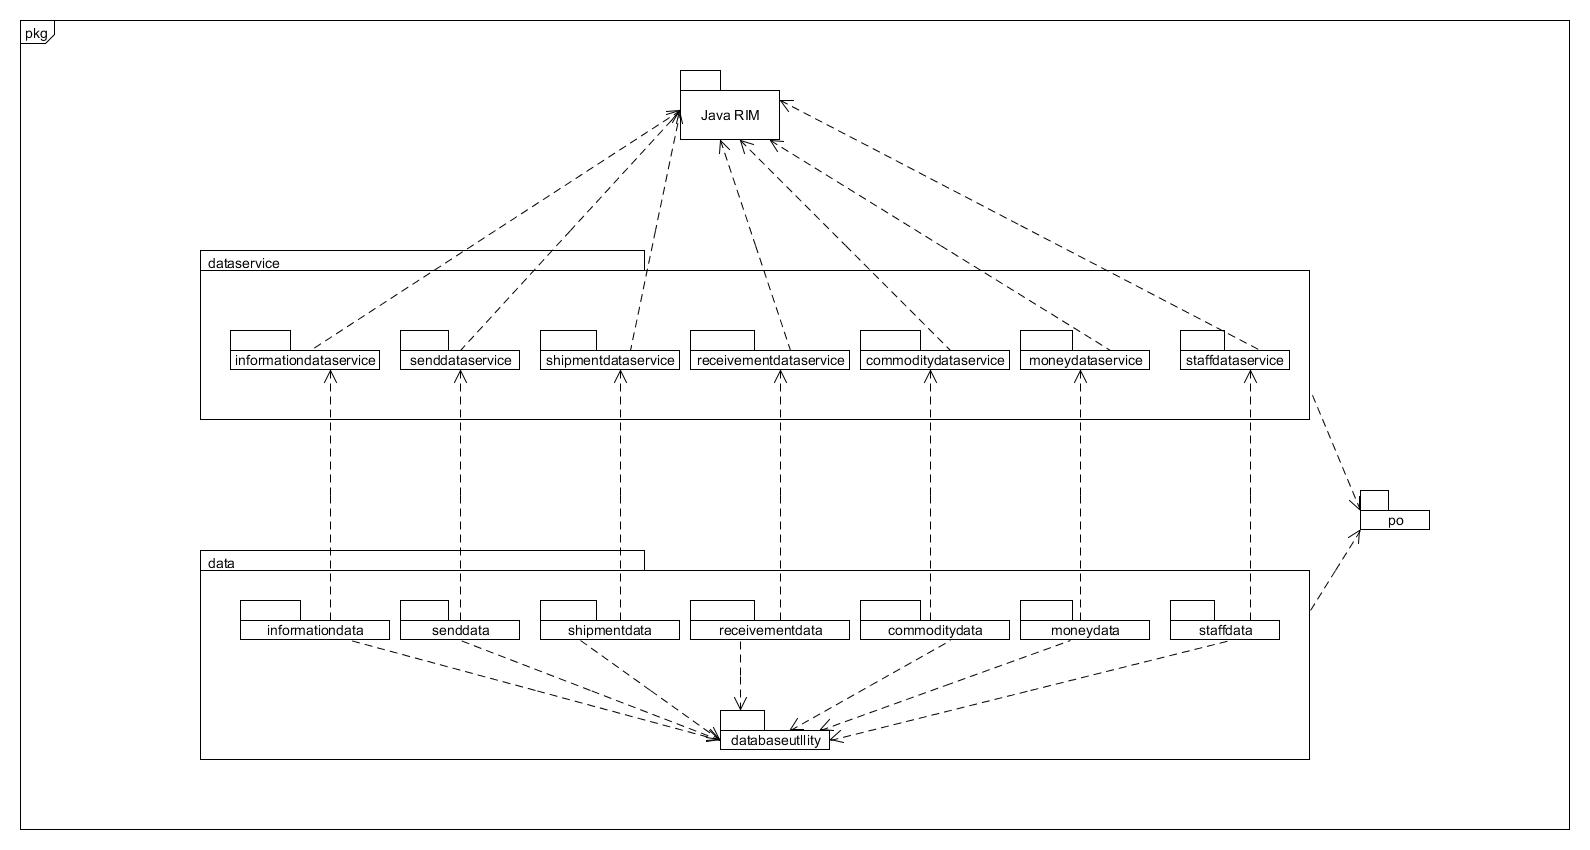 pkg
Java RIM
dataservice
informationdataservice
senddataservice
shipmentdataservice
receivementdataservice
commoditydataservice
moneydataservice
staffdataservice
po
data
informationdata
senddata
shipmentdata
receivementdata
commoditydata
moneydata
staffdata
databaseutllity